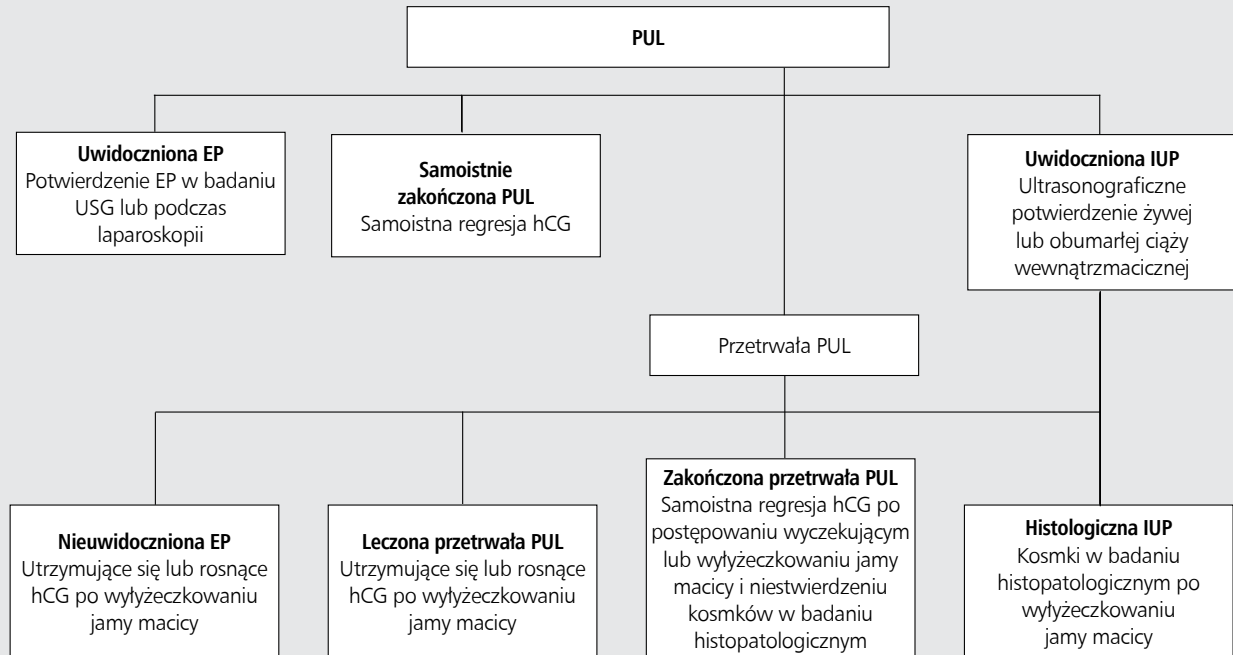 PUL
Uwidoczniona EP
Potwierdzenie EP w badaniu
USG lub podczas
laparoskopii
Samoistnie
zakończona PUL
Samoistna regresja hCG
Uwidoczniona IUP
Ultrasonograficzne
potwierdzenie żywej
lub obumarłej ciąży
wewnątrzmacicznej
Przetrwała PUL
Nieuwidoczniona EP
Utrzymujące się lub rosnące
hCG po wyłyżeczkowaniu
jamy macicy
Leczona przetrwała PUL
Utrzymujące się lub rosnące
hCG po wyłyżeczkowaniu
jamy macicy
Zakończona przetrwała PUL
Samoistna regresja hCG po
postępowaniu wyczekującym
lub wyłyżeczkowaniu jamy
macicy i niestwierdzeniu
kosmków w badaniu
histopatologicznym
Histologiczna IUP
Kosmki w badaniu
histopatologicznym po
wyłyżeczkowaniu
jamy macicy